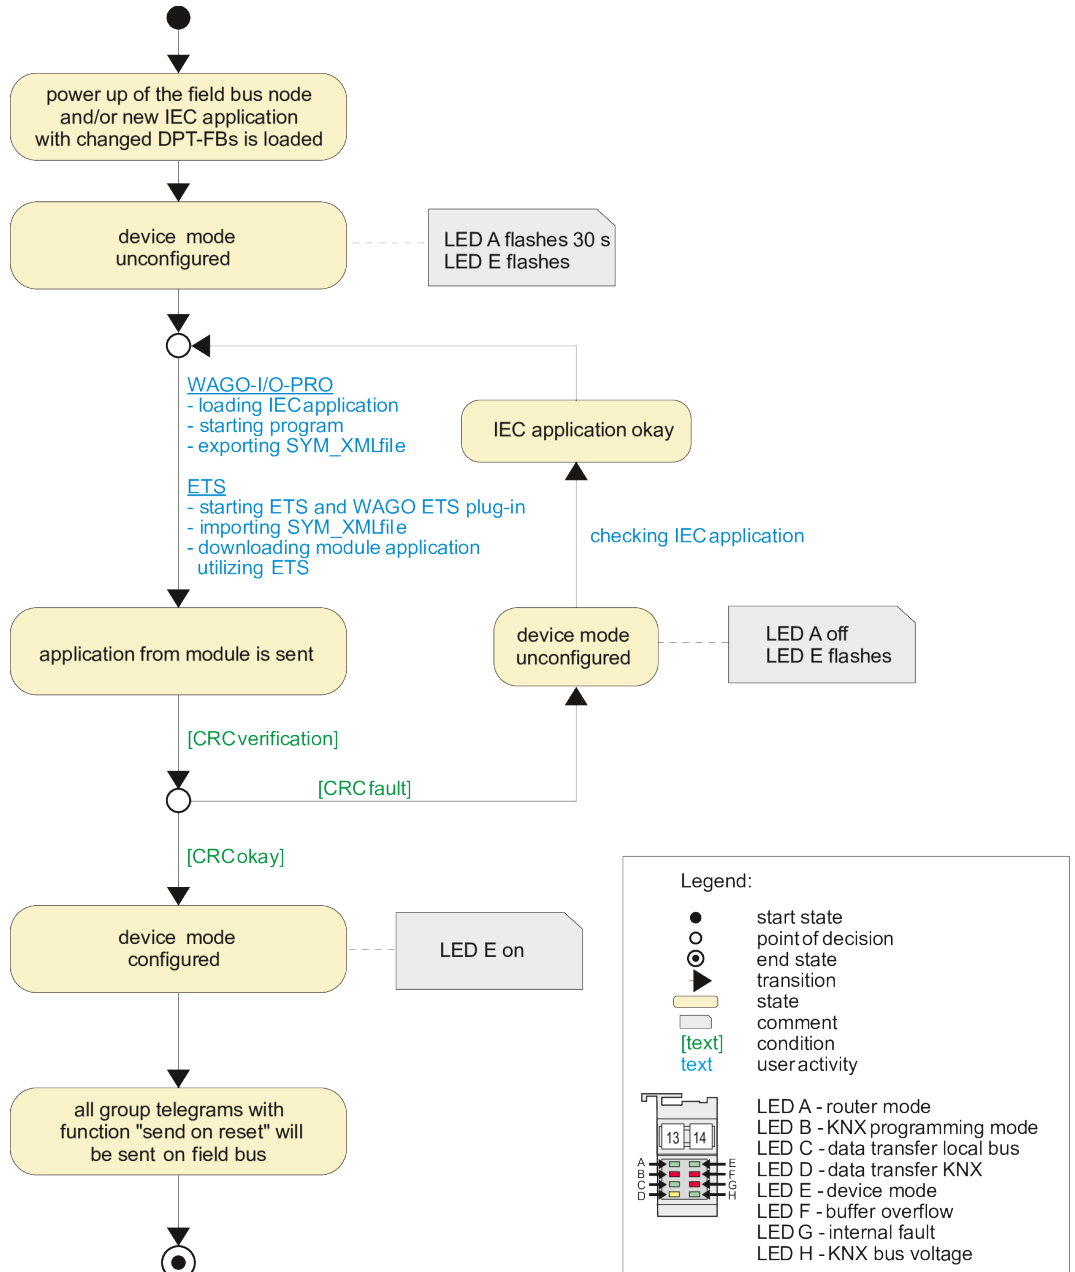 power up of the field bus node
and/or new IEC application
with changed DPT-FBs is loaded
device mode
unconfigured
LED A flashes 30 s
LED E flashes
WAGO-I/O-PRO
- loading IEC application
- starting program
- exporting SYM_XML file
ETS
- starting ETS and WAGO ETS plug-in
- importing SYM_XML file
- downloading module application
utilizing ETS
IEC application okay
checking IEC application
application from module is sent
device mode
unconfigured
LED A off
LED E flashes
[CRC verification]
[CRC fault]
[CRC okay]
device mode
configured
LED E on
all group telegrams with
function "send on reset" will
be sent on field bus
Legend:
start state
point of decision
end state
transition
state
comment
[text] condition
text user activity
13 14
A E
B F
C G
D H
LED A - router mode
LED B - KNX programming mode
LED C - data transfer local bus
LED D - data transfer KNX
LED E - device mode
LED F - buffer overflow
LED G - internal fault
LED H - KNX bus voltage